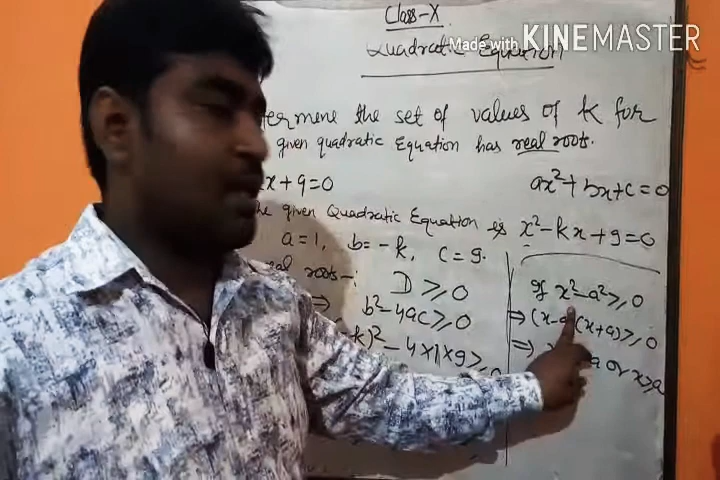 Class-X
Quadratic Equation
Made with KINEMASTER
ermene the set of values of k for
given quadratic Equation has real roots.
x+9=0
ax²+bx+c=0
he given Quadratic Equation is x²-kx+9=0
a=1, b=-k, c=9.
real roots-:
D⩾0
⇒ b²-4ac⩾0
-k)²-4×1×9⩾0
If x²-a²⩾0
⇒(x-a)(x+a)⩾0
⇒ a or x⩾a